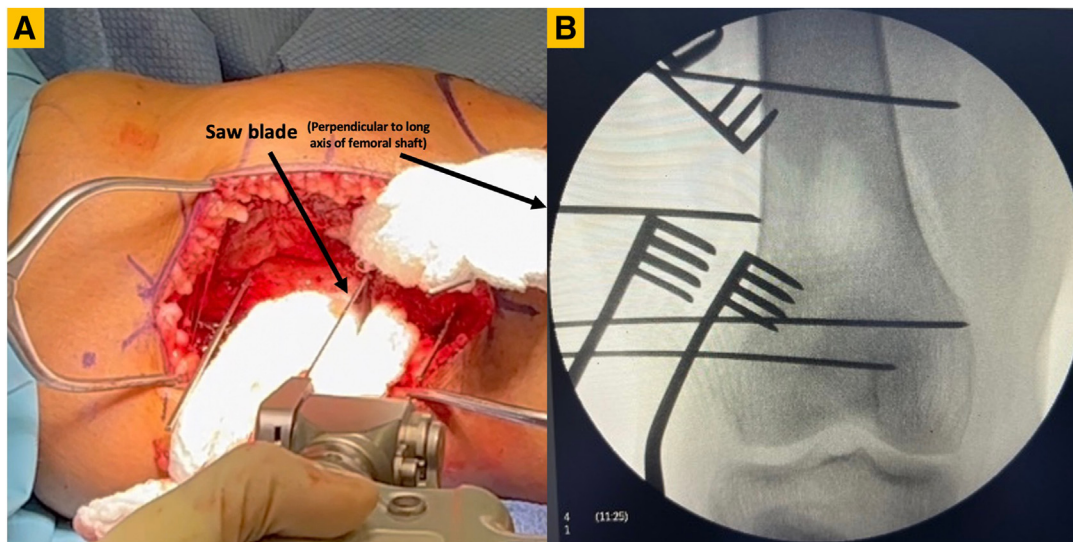 A
Saw blade
(Perpendicular to long
axis of femoral shaft)
B
4 (11:25)
1